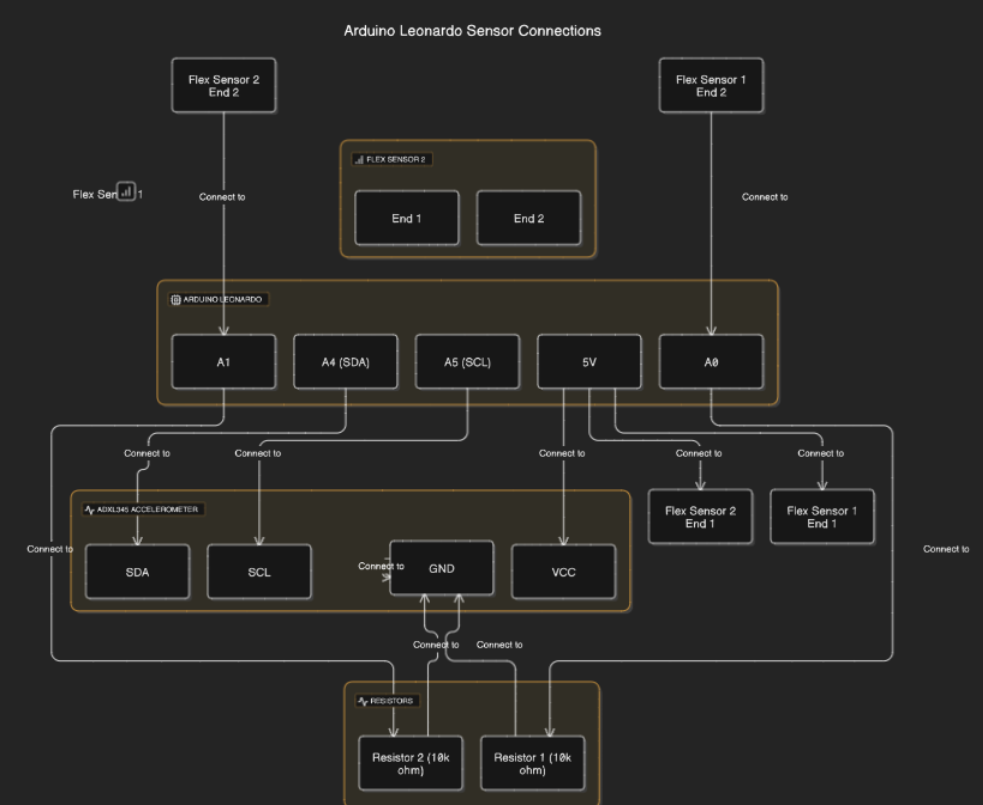 Arduino Leonardo Sensor Connections
Flex Sensor 2
End 2
Flex Sensor 1
End 2
FLEX SENSOR 2
Flex Sen 1
Connect to
End 1
End 2
Connect to
ARDUINO LEONARDO
A1
A4 (SDA)
A5 (SCL)
5V
A0
Connect to
Connect to
Connect to
Connect to
Connect to
ADXL345 ACCELEROMETER
Flex Sensor 2
End 1
Flex Sensor 1
End 1
Connect to
SDA
SCL
Connect to
GND
VCC
Connect to
Connect to
Connect to
RESISTORS
Resistor 2 (10k
ohm)
Resistor 1 (10k
ohm)